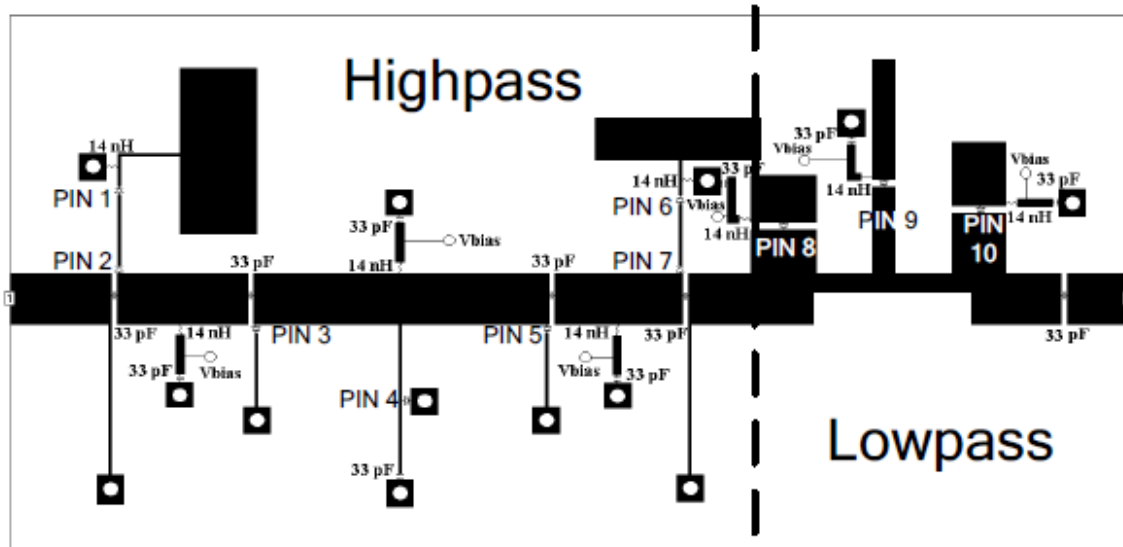 Highpass
33 pF
Vbias
14 nH
33 pF
14 nH
PIN 1
14 nH
PIN 6
33 pF
Vbias
14 nH
PIN 8
PIN 9
Vbias
33 pF
14 nH
PIN
10
33 pF
Vbias
14 nH
PIN 2
33 pF
33 pF
PIN 7
1
33 pF
14 nH
PIN 3
PIN 5
14 nH
33 pF
33 pF
33 pF
Vbias
Vbias
33 pF
PIN 4
33 pF
Lowpass